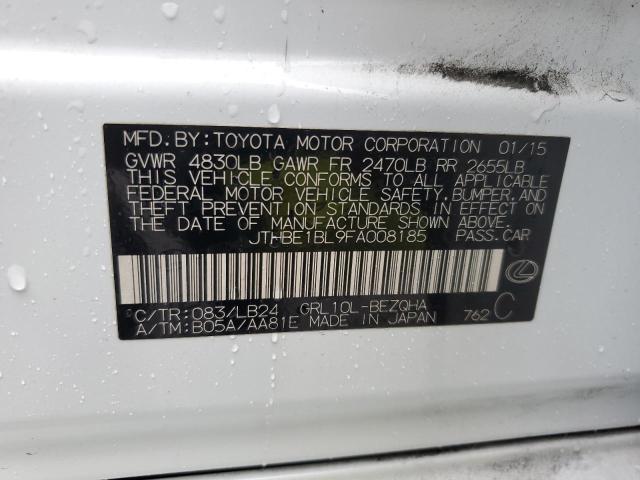 MFD. BY: TOYOTA MOTOR CORPORATION 01/15
GVWR 4830LB GAWR FR 2470LB RR 2655LB
THIS VEHICLE CONFORMS TO ALL APPLICABLE
FEDERAL MOTOR VEHICLE SAFETY, BUMPER, AND
THEFT PREVENTION STANDARDS IN EFFECT ON
THE DATE OF MANUFACTURE SHOWN ABOVE.
JTHBE1BL9FA008185 PASS. CAR
C/TR: 083/LB24 GRL10L-BEZQHA
A/TM: B05A/AA81E MADE IN JAPAN 762 C